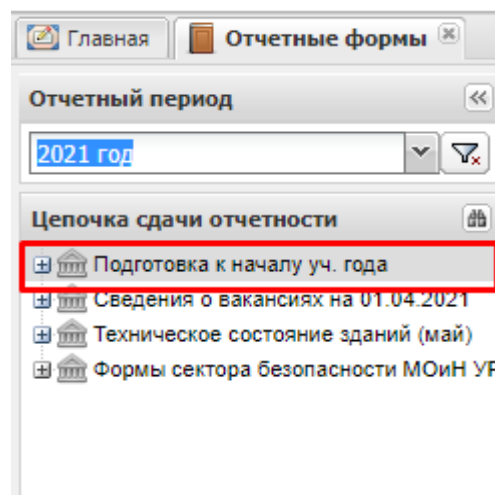 Главная Отчетные формы
Отчетный период
2021 год
Цепочка сдачи отчетности
Подготовка к началу уч. года
Сведения о вакансиях на 01.04.2021
Техническое состояние зданий (май)
Формы сектора безопасности МОиН УР